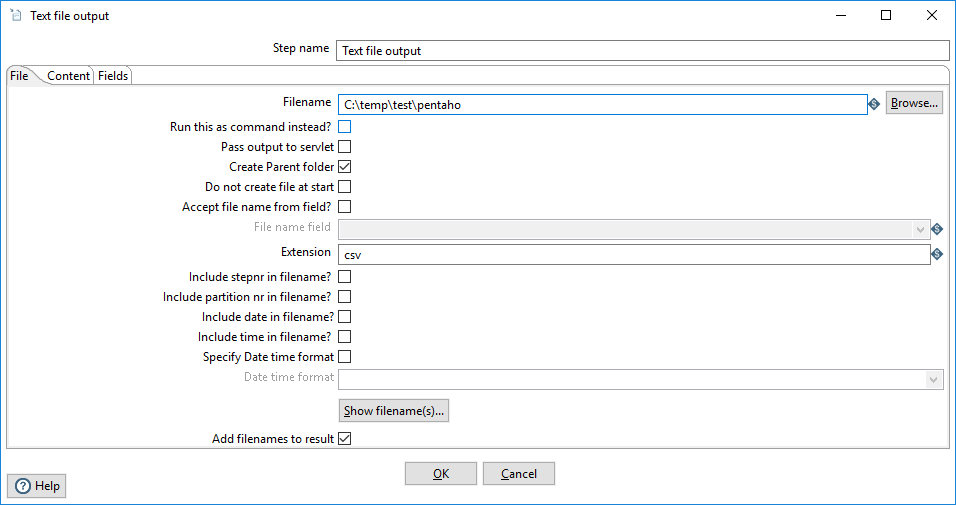 Text file output
Step name Text file output
File Content Fields
Filename C:\temp\test\pentaho Browse...
Run this as command instead?
Pass output to servlet
Create Parent folder
Do not create file at start
Accept file name from field?
File name field
Extension csv
Include stepnr in filename?
Include partition nr in filename?
Include date in filename?
Include time in filename?
Specify Date time format
Date time format
Show filename(s)...
Add filenames to result
OK Cancel
Help